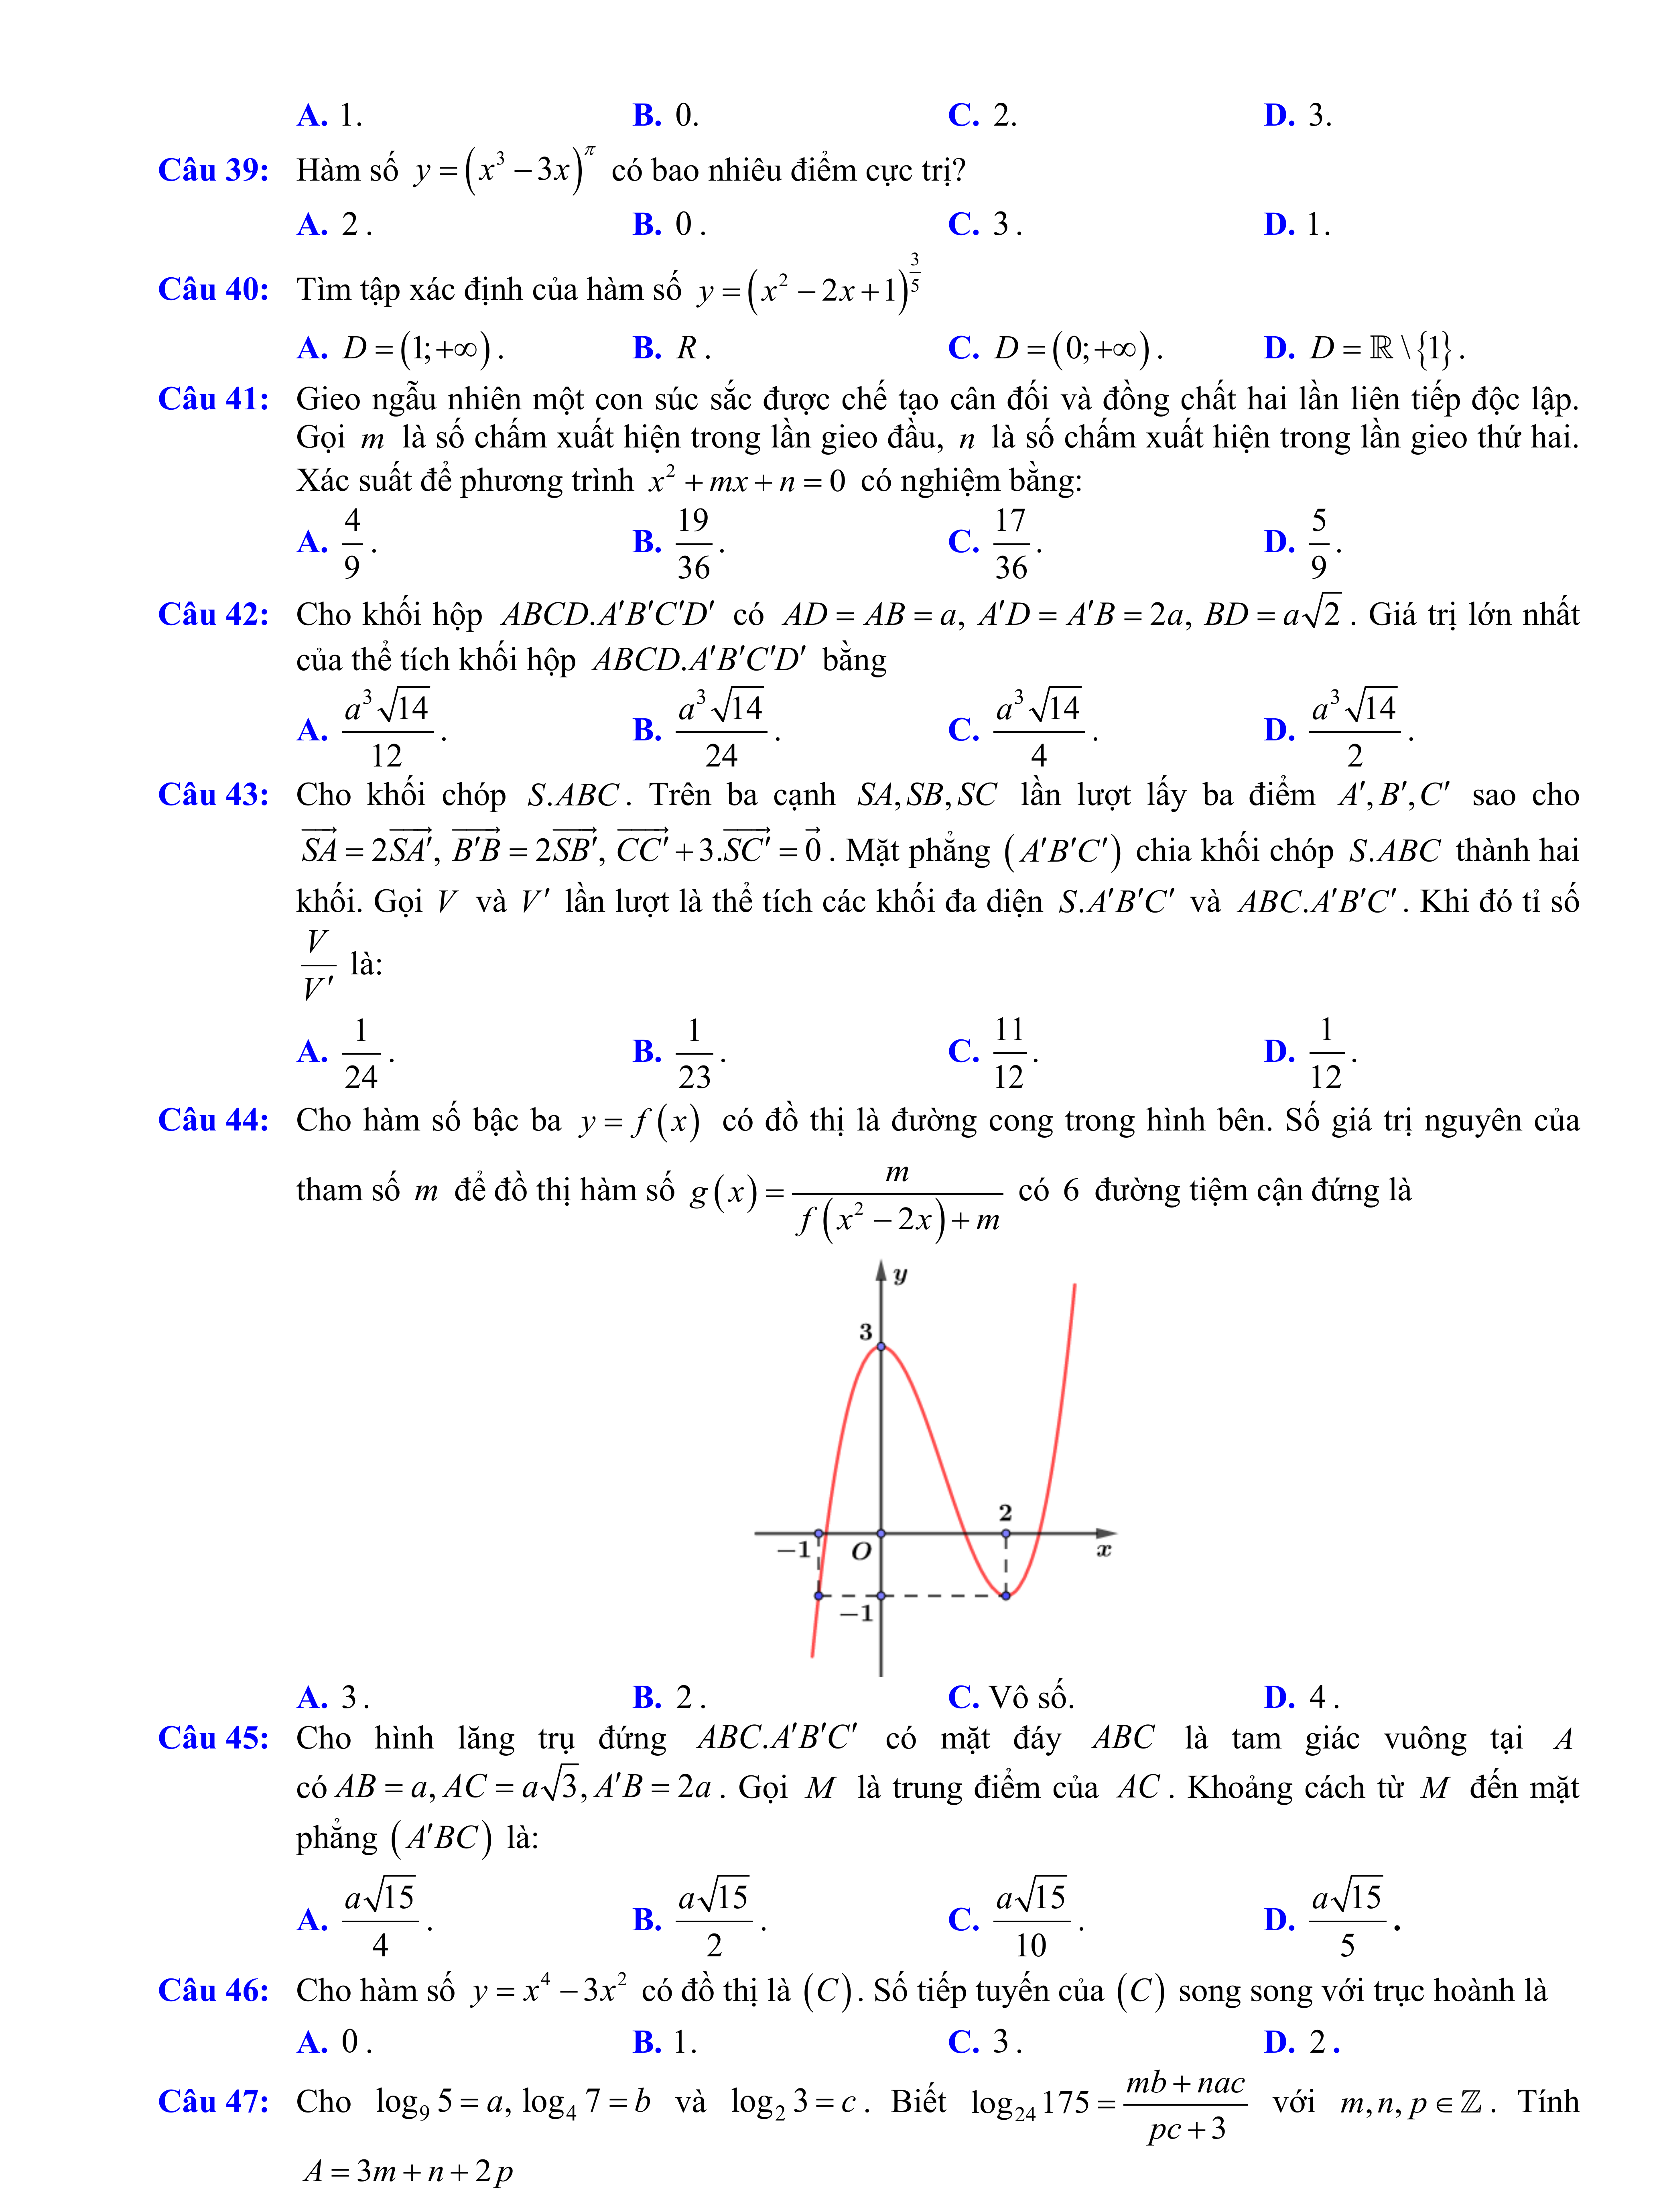 A. 1. B. 0. C. 2. D. 3.
Câu 39: Hàm số $y=\left(x^3-3x\right)^{\pi}$ có bao nhiêu điểm cực trị?
A. 2 . B. 0 . C. 3 . D. 1.
Câu 40: Tìm tập xác định của hàm số $y=\left(x^2-2x+1\right)^{\frac{3}{5}}$
A. $D=(1;+\infty)$. B. $R$ . C. $D=(0;+\infty)$. D. $D=\mathbb{R}\setminus\{1\}$.
Câu 41: Gieo ngẫu nhiên một con súc sắc được chế tạo cân đối và đồng chất hai lần liên tiếp độc lập.
Gọi $m$ là số chấm xuất hiện trong lần gieo đầu, $n$ là số chấm xuất hiện trong lần gieo thứ hai.
Xác suất để phương trình $x^2+mx+n=0$ có nghiệm bằng:
A. $\frac{4}{9}$. B. $\frac{19}{36}$. C. $\frac{17}{36}$. D. $\frac{5}{9}$.
Câu 42: Cho khối hộp $ABCD.A'B'C'D'$ có $AD=AB=a, A'D=A'B=2a, BD=a\sqrt{2}$. Giá trị lớn nhất
của thể tích khối hộp $ABCD.A'B'C'D'$ bằng
A. $\frac{a^3\sqrt{14}}{12}$. B. $\frac{a^3\sqrt{14}}{24}$. C. $\frac{a^3\sqrt{14}}{4}$. D. $\frac{a^3\sqrt{14}}{2}$.
Câu 43: Cho khối chóp $S.ABC$. Trên ba cạnh $SA, SB, SC$ lần lượt lấy ba điểm $A', B', C'$ sao cho
$\overrightarrow{SA}=2\overrightarrow{SA'}, \overrightarrow{B'B}=2\overrightarrow{SB'}, \overrightarrow{CC'}+3.\overrightarrow{SC'}=\vec{0}$. Mặt phẳng $(A'B'C')$ chia khối chóp $S.ABC$ thành hai
khối. Gọi $V$ và $V'$ lần lượt là thể tích các khối đa diện $S.A'B'C'$ và $ABC.A'B'C'$. Khi đó tỉ số
$\frac{V}{V'}$ là:
A. $\frac{1}{24}$. B. $\frac{1}{23}$. C. $\frac{11}{12}$. D. $\frac{1}{12}$.
Câu 44: Cho hàm số bậc ba $y=f(x)$ có đồ thị là đường cong trong hình bên. Số giá trị nguyên của
tham số $m$ để đồ thị hàm số $g(x)=\frac{m}{f\left(x^2-2x\right)+m}$ có 6 đường tiệm cận đứng là
y
3
2
−1 O x
−1
A. 3 . B. 2 . C. Vô số. D. 4 .
Câu 45: Cho hình lăng trụ đứng $ABC.A'B'C'$ có mặt đáy $ABC$ là tam giác vuông tại $A$
có $AB=a, AC=a\sqrt{3}, A'B=2a$. Gọi $M$ là trung điểm của $AC$. Khoảng cách từ $M$ đến mặt
phẳng $(A'BC)$ là:
A. $\frac{a\sqrt{15}}{4}$. B. $\frac{a\sqrt{15}}{2}$. C. $\frac{a\sqrt{15}}{10}$. D. $\frac{a\sqrt{15}}{5}$.
Câu 46: Cho hàm số $y=x^4-3x^2$ có đồ thị là $(C)$. Số tiếp tuyến của $(C)$ song song với trục hoành là
A. 0 . B. 1. C. 3 . D. 2 .
Câu 47: Cho $\log_9 5=a, \log_4 7=b$ và $\log_2 3=c$. Biết $\log_{24}175=\frac{mb+nac}{pc+3}$ với $m,n,p\in\mathbb{Z}$. Tính
$A=3m+n+2p$